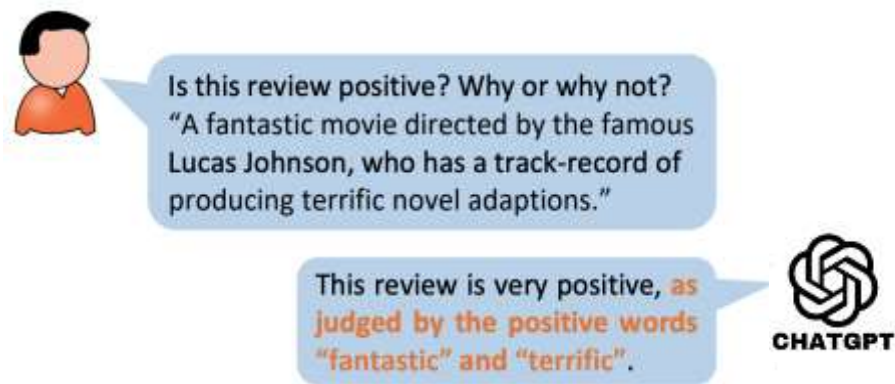 Is this review positive? Why or why not?
“A fantastic movie directed by the famous
Lucas Johnson, who has a track-record of
producing terrific novel adaptions.”
This review is very positive, as
judged by the positive words
“fantastic” and “terrific”.
CHATGPT